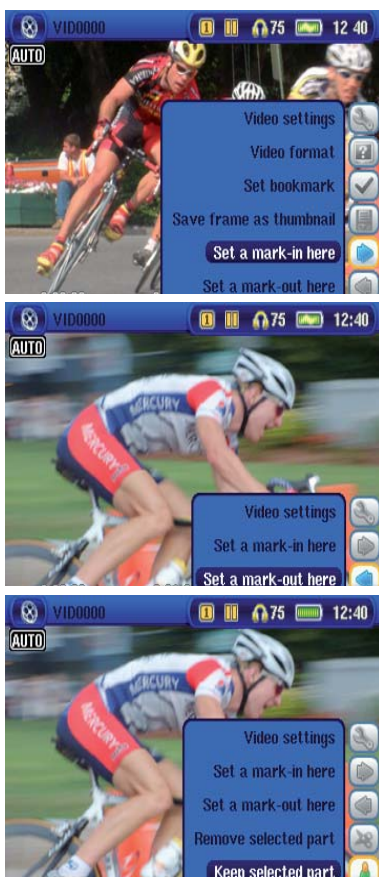 VID0000 1 75 12 40
AUTO
Video settings
Video format
Set bookmark
Save frame as thumbnail
Set a mark-in here
Set a mark-out here
VID0000 1 75 12:40
AUTO
MERCURY
MERCURY
Video settings
Set a mark-in here
Set a mark-out here
VID0000 1 75 12:40
AUTO
MERCURY
MERCURY
Video settings
Set a mark-in here
Set a mark-out here
Remove selected part
Keep selected part